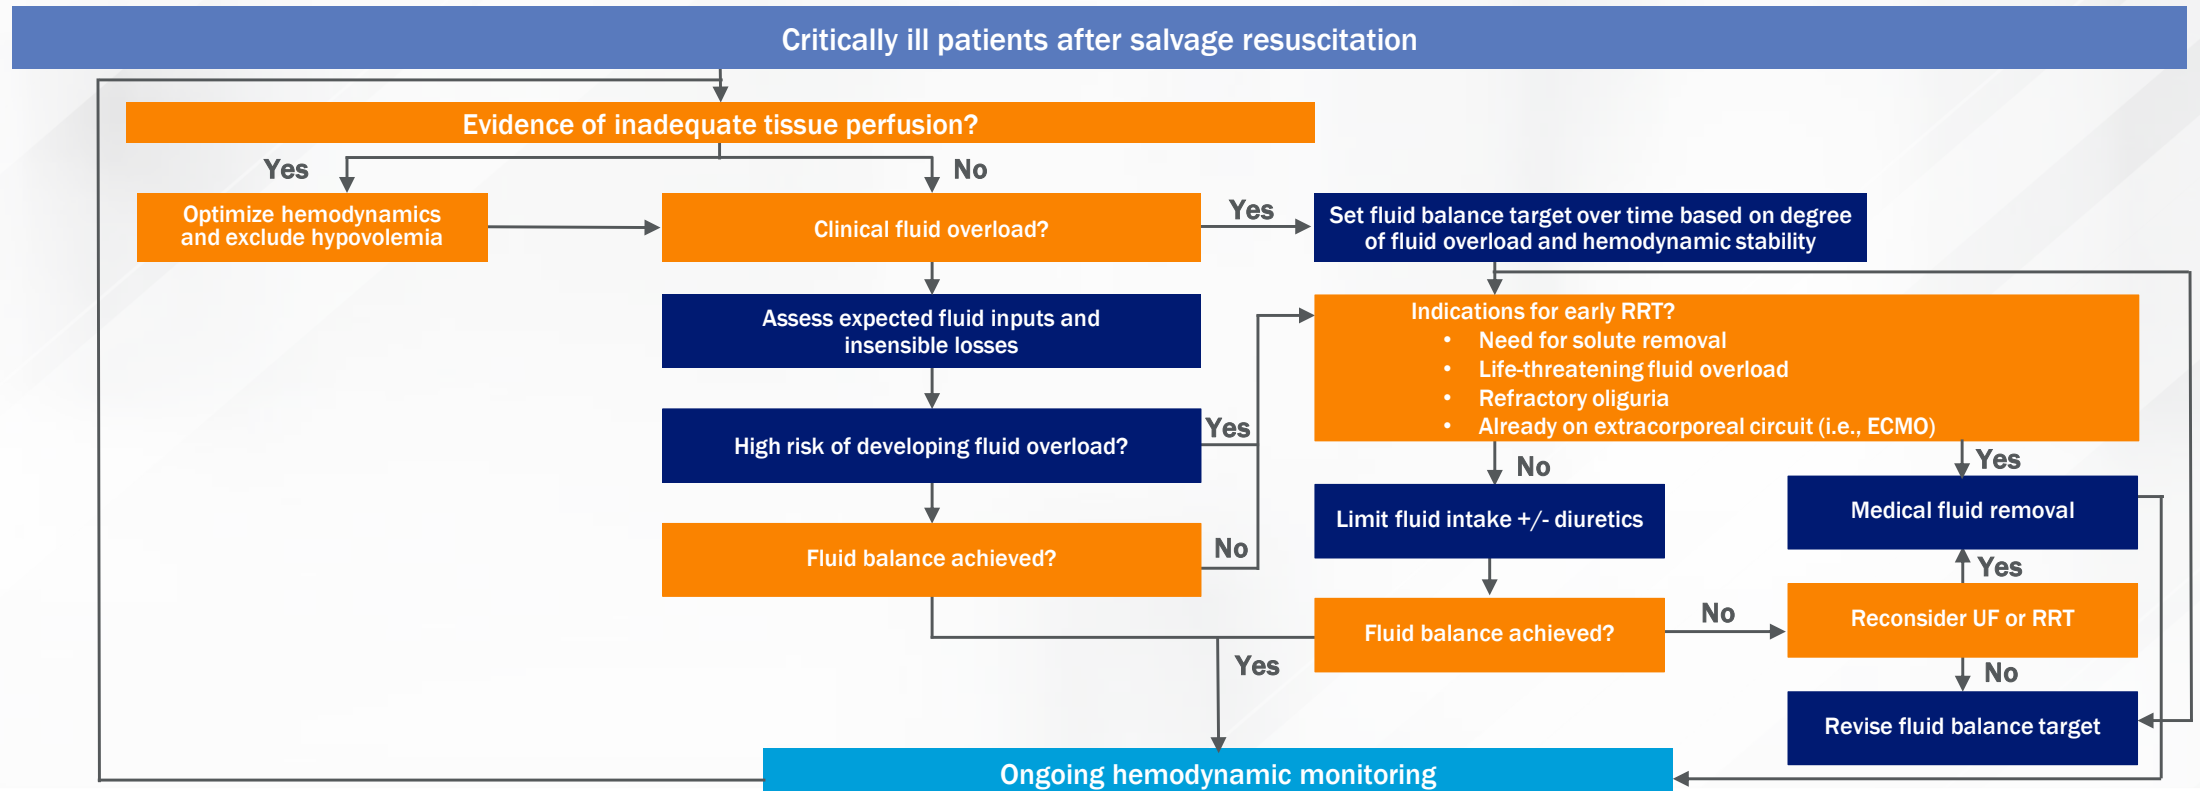 Critically ill patients after salvage resuscitation
Evidence of inadequate tissue perfusion?
Yes
No
Optimize hemodynamics
and exclude hypovolemia
Clinical fluid overload?
Yes
Set fluid balance target over time based on degree
of fluid overload and hemodynamic stability
Assess expected fluid inputs and
insensible losses
Indications for early RRT?
• Need for solute removal
• Life-threatening fluid overload
• Refractory oliguria
• Already on extracorporeal circuit (i.e., ECMO)
High risk of developing fluid overload?
Yes
No
Yes
Limit fluid intake +/- diuretics
Medical fluid removal
Fluid balance achieved?
No
Yes
Fluid balance achieved?
No
Reconsider UF or RRT
Yes
No
Revise fluid balance target
Ongoing hemodynamic monitoring